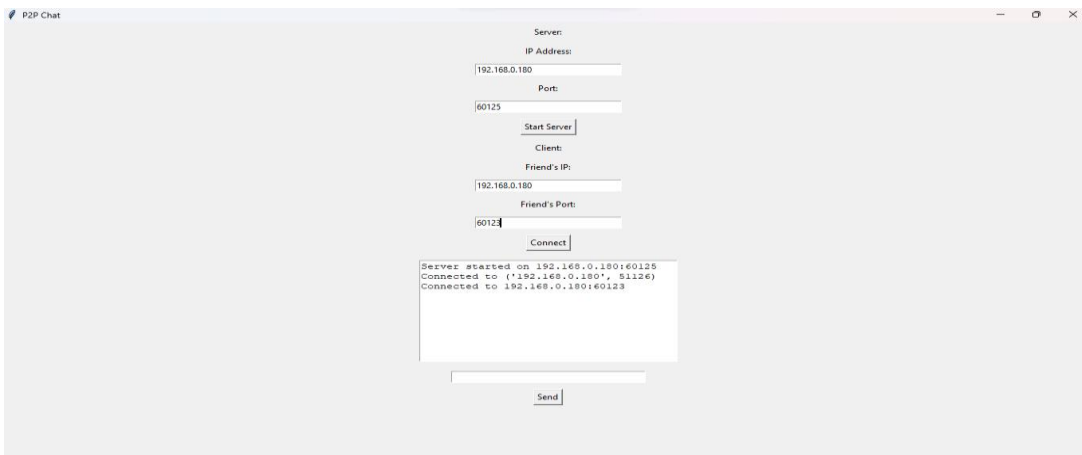 P2P Chat
Server:
IP Address:
192.168.0.180
Port:
60125
Start Server
Client:
Friend's IP:
192.168.0.180
Friend's Port:
60123
Connect
Server started on 192.168.0.180:60125
Connected to ('192.168.0.180', 51126)
Connected to 192.168.0.180:60123
Send